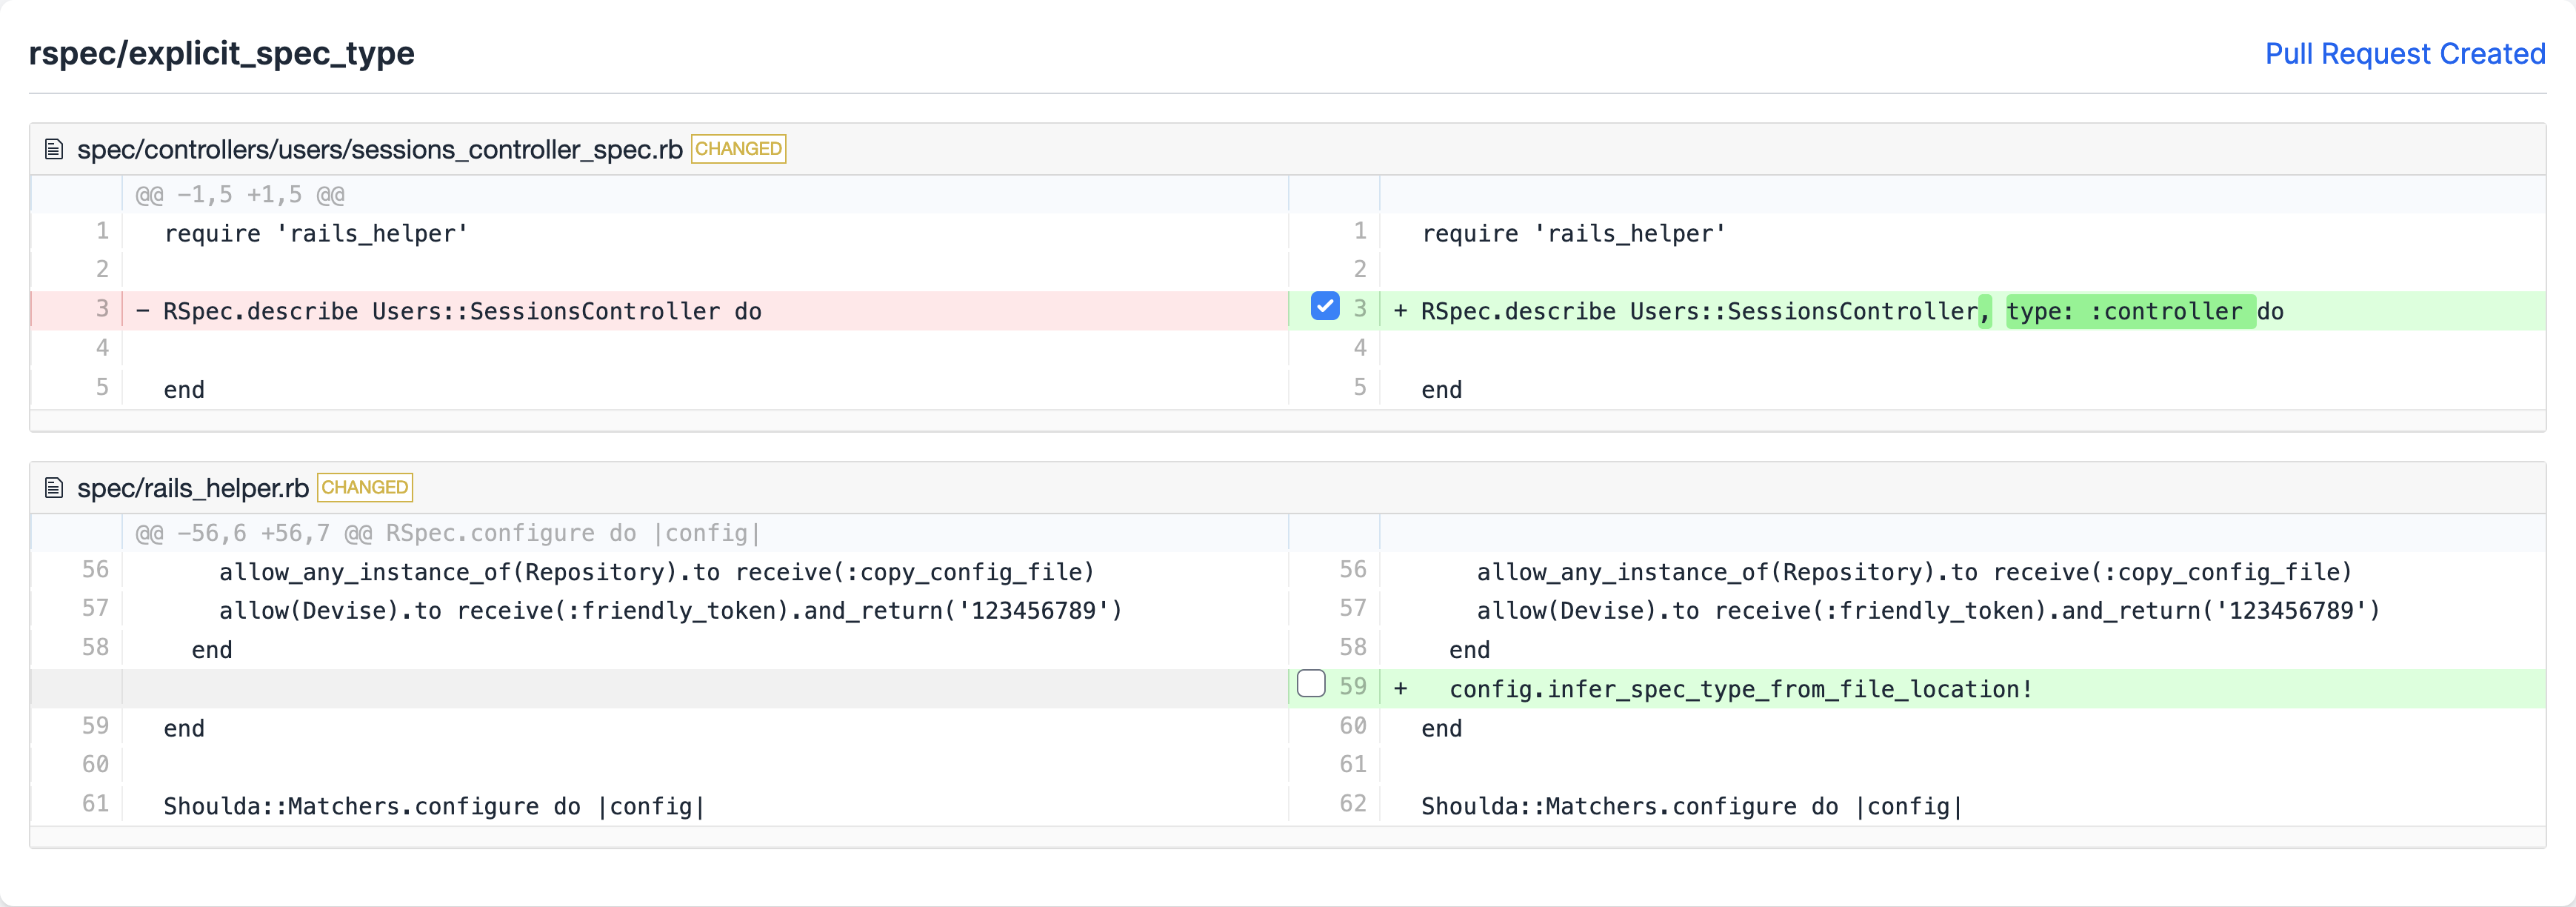 rspec/explicit_spec_type
Pull Request Created
spec/controllers/users/sessions_controller_spec.rb CHANGED
@@ -1,5 +1,5 @@
1 require 'rails_helper' 1 require 'rails_helper'
2 2
3 - RSpec.describe Users::SessionsController do 3 + RSpec.describe Users::SessionsController, type: :controller do
4 4
5 end 5 end
spec/rails_helper.rb CHANGED
@@ -56,6 +56,7 @@ RSpec.configure do |config|
56 allow_any_instance_of(Repository).to receive(:copy_config_file) 56 allow_any_instance_of(Repository).to receive(:copy_config_file)
57 allow(Devise).to receive(:friendly_token).and_return('123456789') 57 allow(Devise).to receive(:friendly_token).and_return('123456789')
58 end 58 end
59 + config.infer_spec_type_from_file_location!
59 end 60 end
60 61
61 Shoulda::Matchers.configure do |config| 62 Shoulda::Matchers.configure do |config|